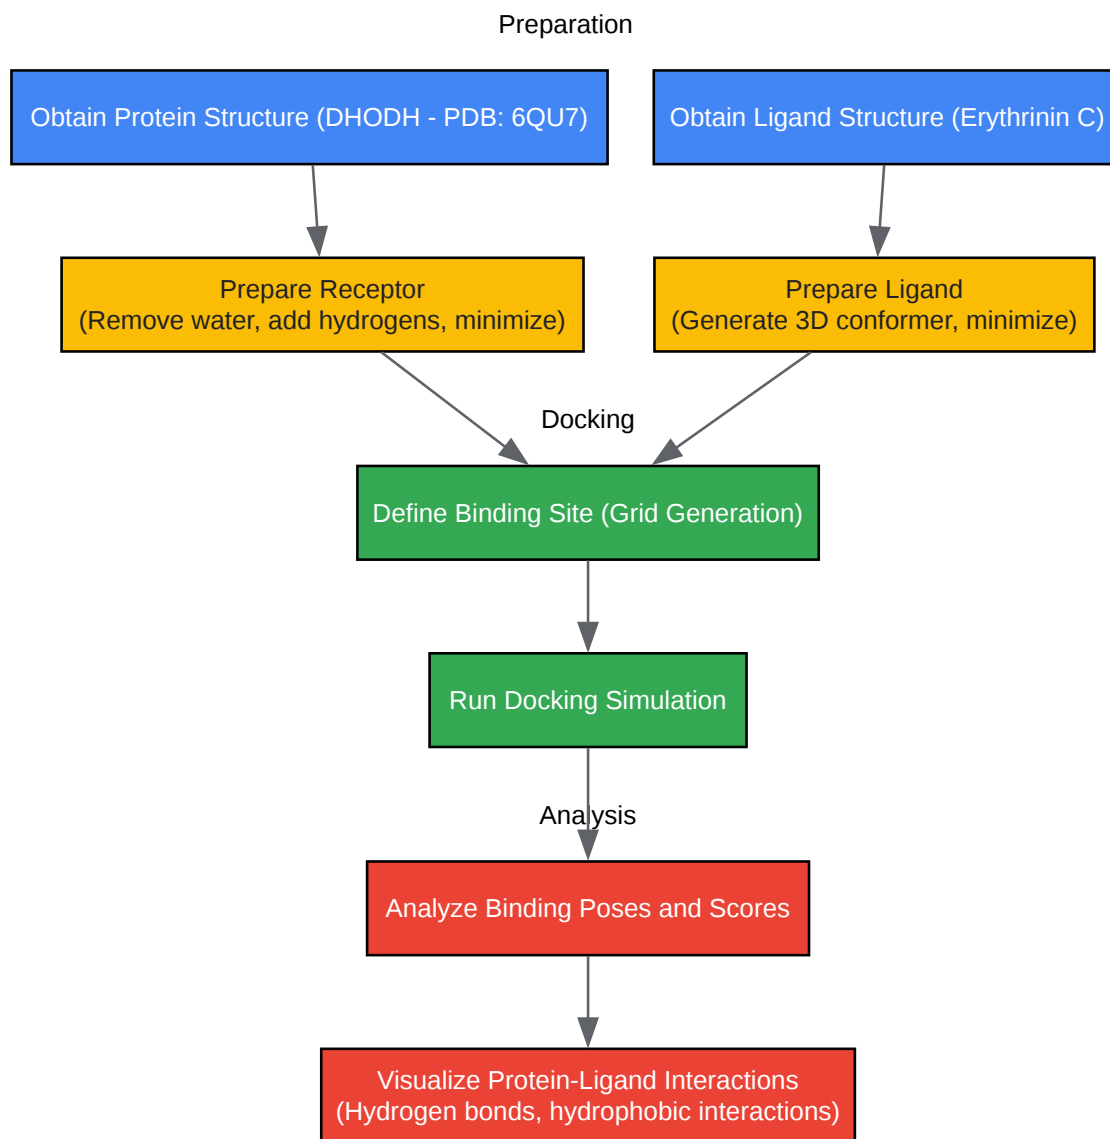 Preparation
Obtain Protein Structure (DHODH - PDB: 6QU7)
Obtain Ligand Structure (Erythrinin C)
Prepare Receptor
(Remove water, add hydrogens, minimize)
Prepare Ligand
(Generate 3D conformer, minimize)
Docking
Define Binding Site (Grid Generation)
Run Docking Simulation
Analysis
Analyze Binding Poses and Scores
Visualize Protein-Ligand Interactions
(Hydrogen bonds, hydrophobic interactions)